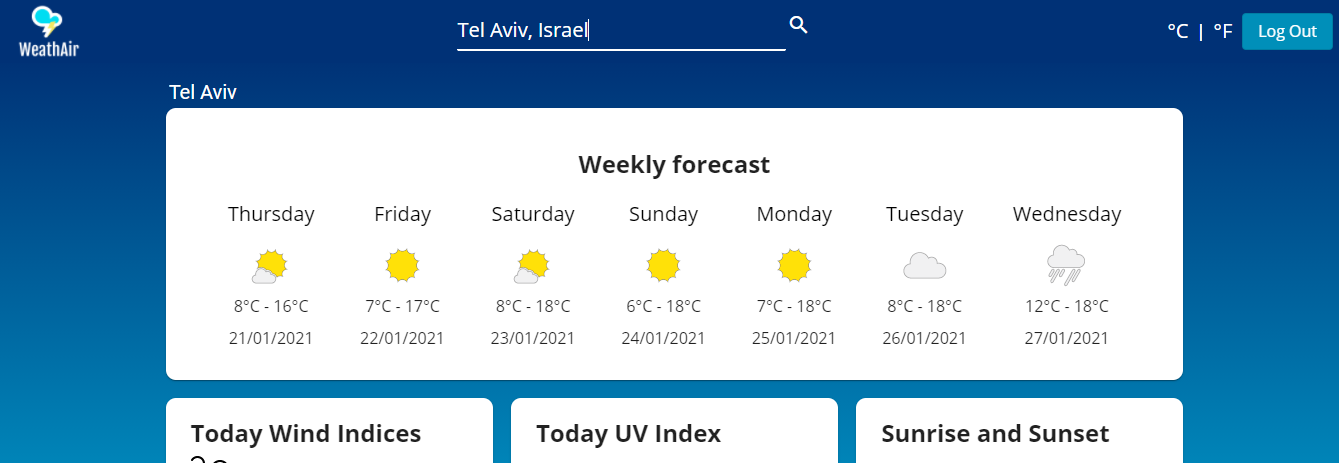 WeathAir
Tel Aviv, Israel
°C | °F
Log Out
Tel Aviv
Weekly forecast
Thursday Friday Saturday Sunday Monday Tuesday Wednesday
8°C - 16°C 7°C - 17°C 8°C - 18°C 6°C - 18°C 7°C - 18°C 8°C - 18°C 12°C - 18°C
21/01/2021 22/01/2021 23/01/2021 24/01/2021 25/01/2021 26/01/2021 27/01/2021
Today Wind Indices Today UV Index Sunrise and Sunset